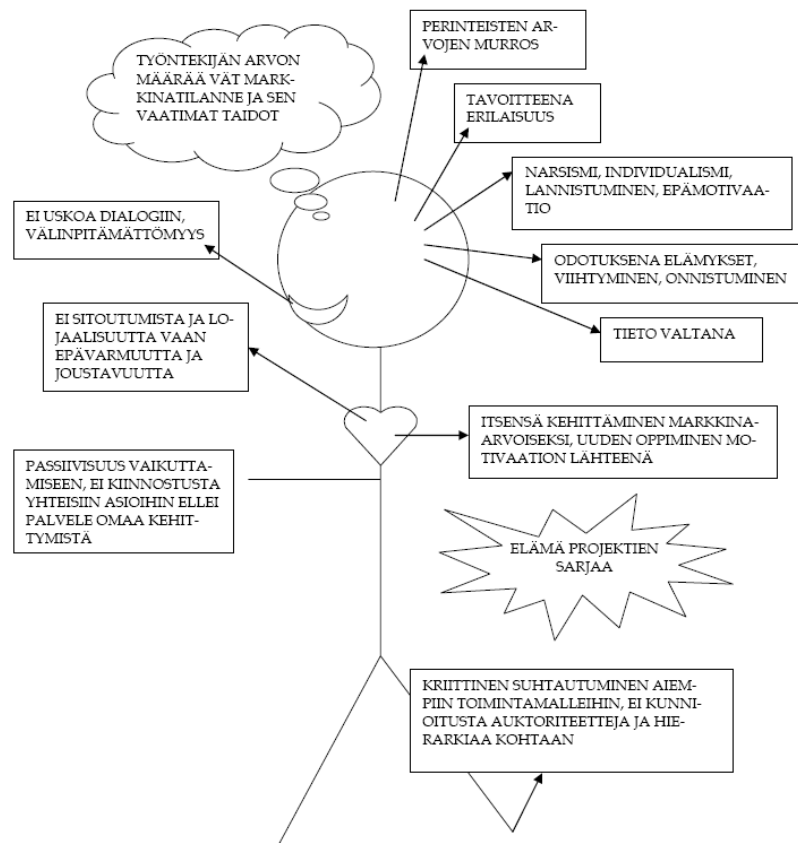 TYÖNTEKIJÄN ARVON
MÄÄRÄÄ VÄT MARK-
KINATILANNE JA SEN
VAATIMAT TAIDOT
PERINTEISTEN AR-
VOJEN MURROS
TAVOITTEENA
ERILAISUUS
NARSISMI, INDIVIDUALISMI,
LANNISTUMINEN, EPÄMOTIVAA-
TIO
EI USKOA DIALOGIIN,
VÄLINPITÄMÄTTÖMYYS
ODOTUKSENA ELÄMYKSET,
VIIHTYMINEN, ONNISTUMINEN
EI SITOUTUMISTA JA LO-
JAALISUUTTA VAAN
EPÄVARMUUTTA JA
JOUSTAVUUTTA
TIETO VALTANA
ITSENSÄ KEHITTÄMINEN MARKKINA-
ARVOISEKSI, UUDEN OPPIMINEN MO-
TIVAATION LÄHTEENÄ
PASSIIVISUUS VAIKUTTA-
MISEEN, EI KIINNOSTUSTA
YHTEISIIN ASIOIHIN ELLEI
PALVELE OMAA KEHIT-
TYMISTÄ
ELÄMÄ PROJEKTIEN
SARJAA
KRIITTINEN SUHTAUTUMINEN AIEM-
PIIN TOIMINTAMALLEIHIN, EI KUNNI-
OITUSTA AUKTORITEETTEJA JA HIE-
RARKIAA KOHTAAN